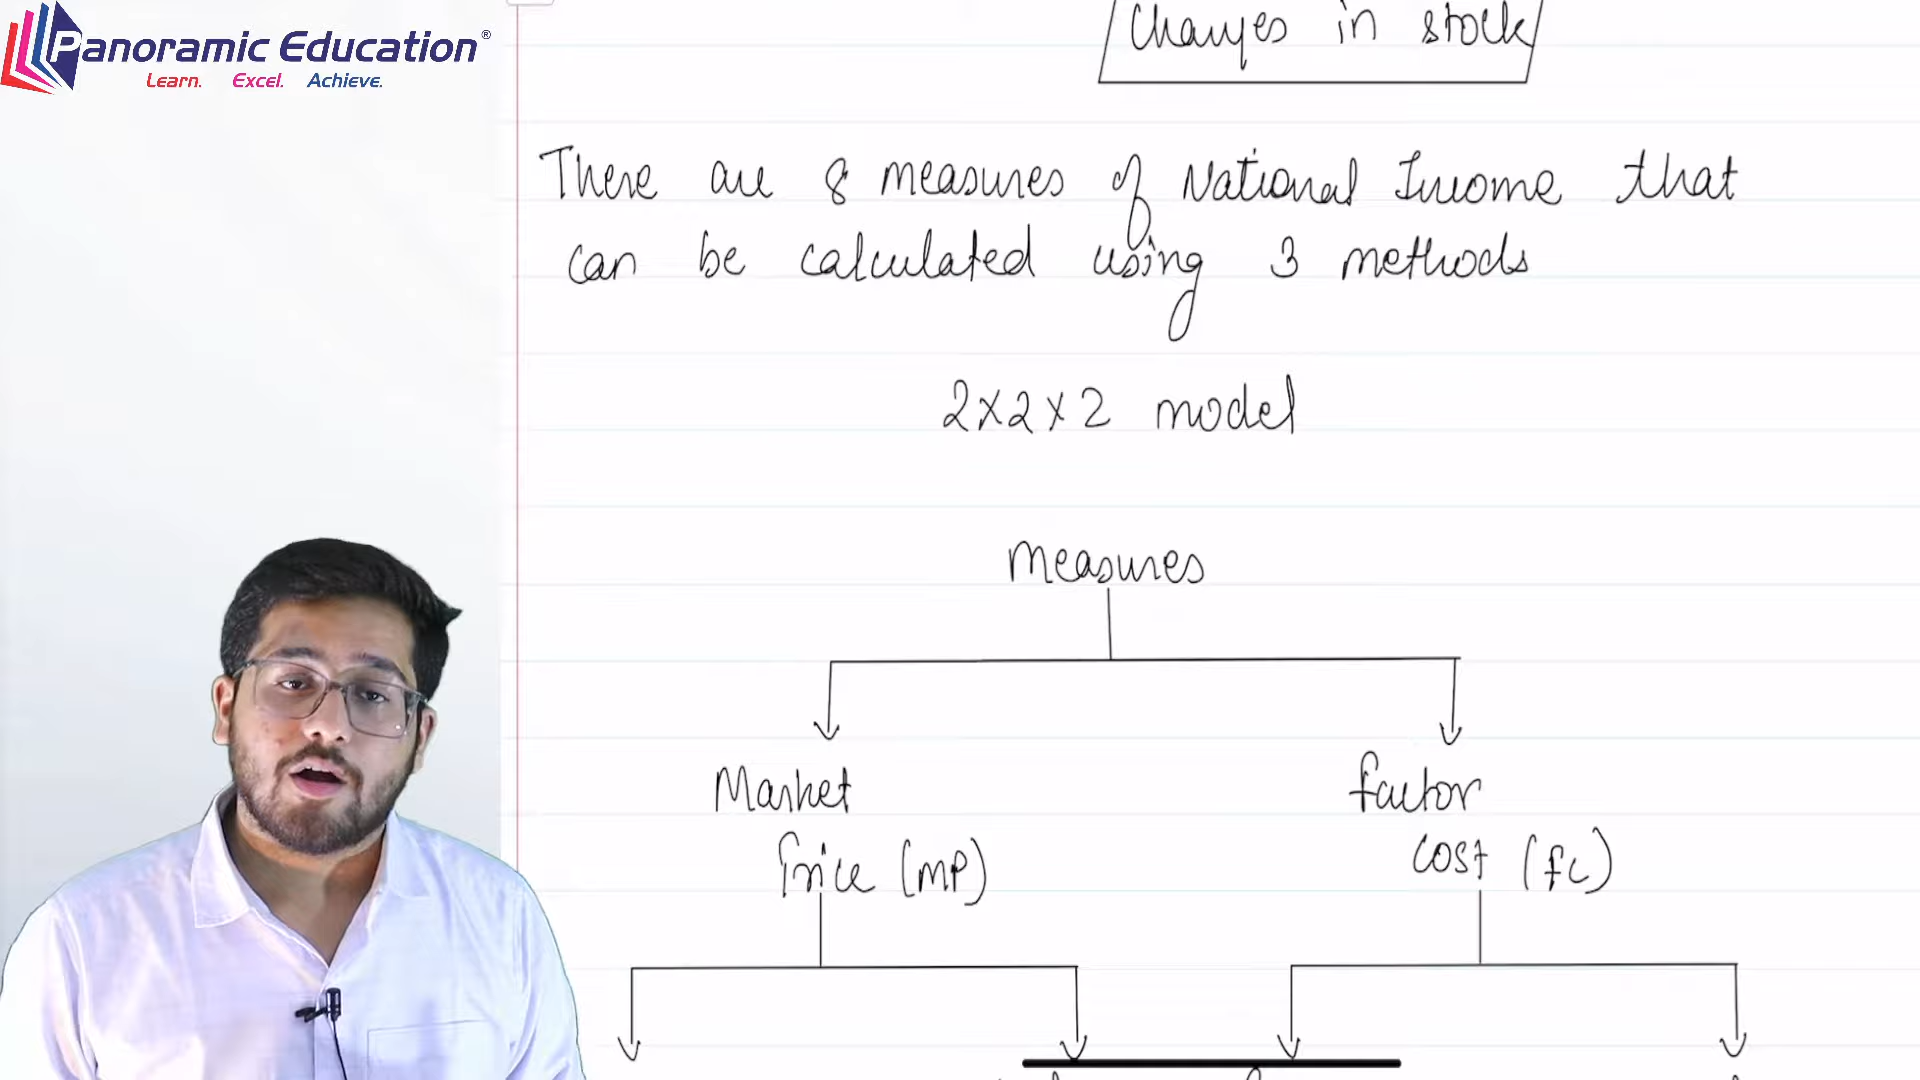 Panoramic Education®
Learn. Excel. Achieve.
Changes in stock
There are 8 measures of National Income that
can be calculated using 3 methods
2x2x2 model
Measures
Market
Price (MP)
Factor
Cost (FC)